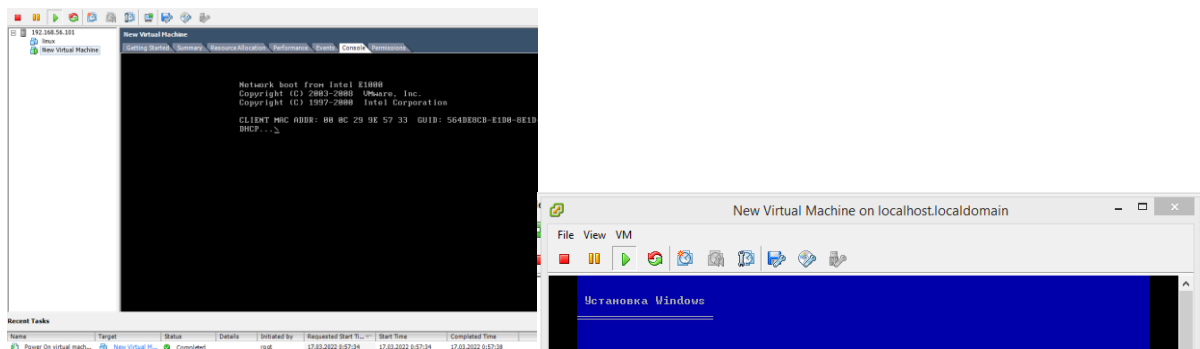 192.168.56.101
linux
New Virtual Machine
New Virtual Machine
Getting Started Summary Resource Allocation Performance Events Console Permissions
Network boot from Intel E1000
Copyright (C) 2003-2008 VMware, Inc.
Copyright (C) 1997-2000 Intel Corporation
CLIENT MAC ADDR: 00 0C 29 9E 57 33 GUID: 564DE8CB-E1D0-8E1D
DHCP...
Recent Tasks
Name Target Status Details Initiated by Requested Start Ti... Start Time Completed Time
Power On virtual mach... New Virtual M... Completed root 17.03.2022 0:57:34 17.03.2022 0:57:34 17.03.2022 0:57:38
New Virtual Machine on localhost.localdomain
File View VM
Установка Windows